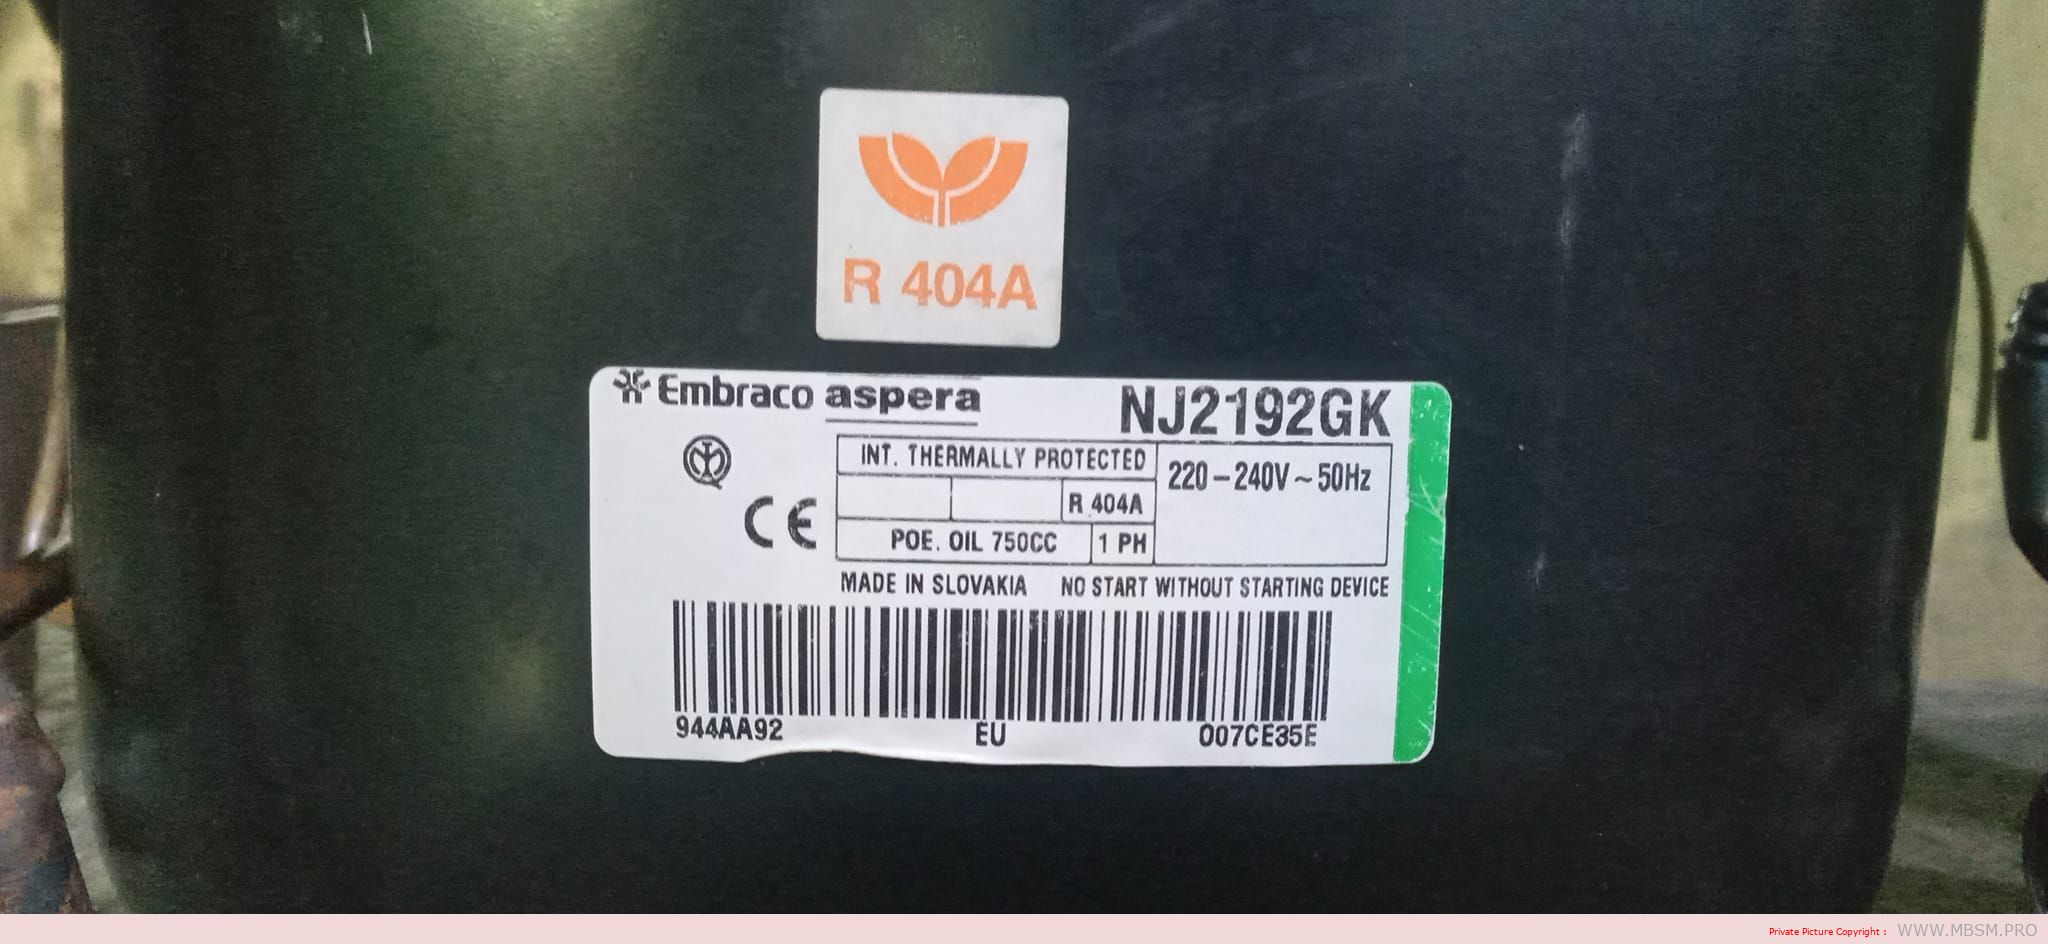 R 404A
Embraco aspera
NJ2192GK
INT. THERMALLY PROTECTED
220-240V~50Hz
R 404A
POE. OIL 750CC
1 PH
CE
MADE IN SLOVAKIA
NO START WITHOUT STARTING DEVICE
944AA92
EU
007CE35E
Private Picture Copyright :
WWW.MBSM.PRO